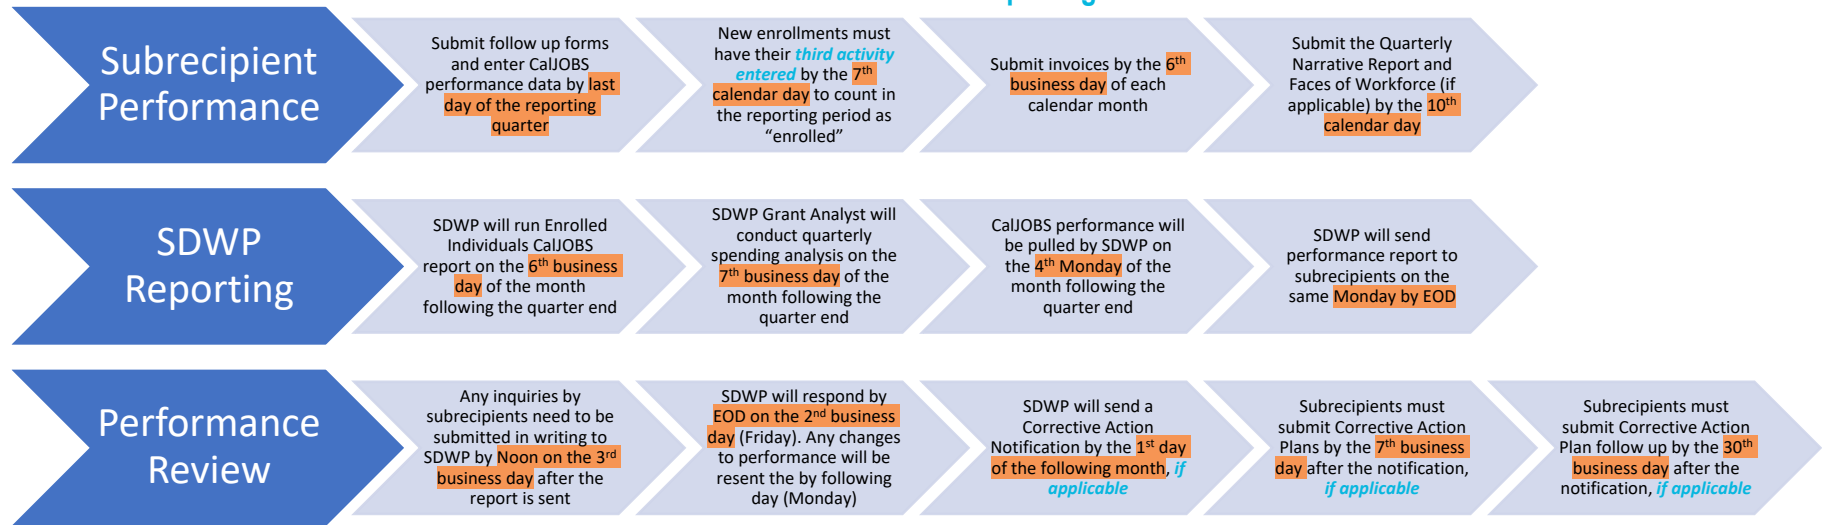 Subrecipient
Performance
Submit follow up forms
and enter CalJOBS
performance data by last
day of the reporting
quarter
New enrollments must
have their third activity
entered by the 7th
calendar day to count in
the reporting period as
“enrolled”
Submit invoices by the 6th
business day of each
calendar month
Submit the Quarterly
Narrative Report and
Faces of Workforce (if
applicable) by the 10th
calendar day
SDWP
Reporting
SDWP will run Enrolled
Individuals CalJOBS
report on the 6th business
day of the month
following the quarter end
SDWP Grant Analyst will
conduct quarterly
spending analysis on the
7th business day of the
month following the
quarter end
CalJOBS performance will
be pulled by SDWP on
the 4th Monday of the
month following the
quarter end
SDWP will send
performance report to
subrecipients on the
same Monday by EOD
Performance
Review
Any inquiries by
subrecipients need to be
submitted in writing to
SDWP by Noon on the 3rd
business day after the
report is sent
SDWP will respond by
EOD on the 2nd business
day (Friday). Any changes
to performance will be
resent the by following
day (Monday)
SDWP will send a
Corrective Action
Notification by the 1st day
of the following month, if
applicable
Subrecipients must
submit Corrective Action
Plans by the 7th business
day after the notification,
if applicable
Subrecipients must
submit Corrective Action
Plan follow up by the 30th
business day after the
notification, if applicable